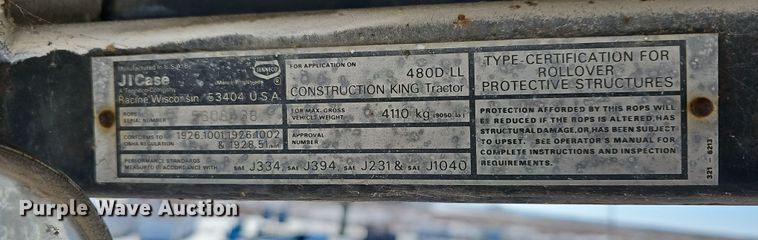 Manufactured in U.S.A. By
JI Case
A Tenneco Company
Racine Wisconsin 53404 U.S.A.
TENNECO
FOR APPLICATION ON
480D LL
CONSTRUCTION KING Tractor
TYPE-CERTIFICATION FOR
ROLLOVER
PROTECTIVE STRUCTURES
ROPS
SERIAL NUMBER
FOR MAX. GROSS
VEHICLE WEIGHT
4110 kg (9050 lb.)
CONFORMS TO
OSHA REGULATION
1926.1001, 1926.1002
& 1928.51
APPROVAL
NUMBER
PERFORMANCE STANDARDS
MEASURED IN ACCORDANCE WITH
SAE J334, SAE J394, SAE J231 & SAE J1040
PROTECTION AFFORDED BY THIS ROPS WILL
BE REDUCED IF THE ROPS IS ALTERED, HAS
STRUCTURAL DAMAGE, OR HAS BEEN SUBJECT
TO UPSET. SEE OPERATOR'S MANUAL FOR
COMPLETE INSTRUCTIONS AND INSPECTION
REQUIREMENTS.
321 - 6213
Purple Wave Auction